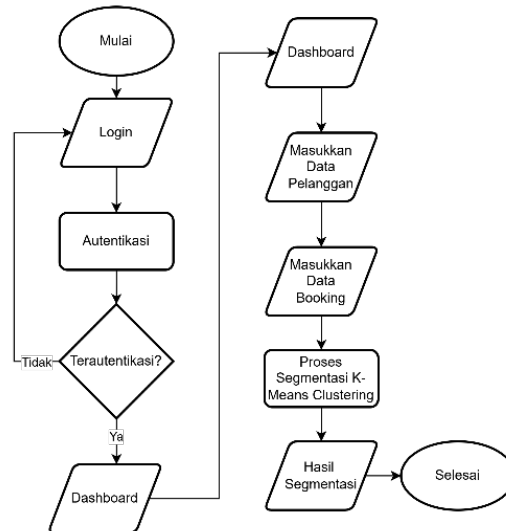 Mulai
Login
Autentikasi
Terautentikasi?
Tidak
Ya
Dashboard
Dashboard
Masukkan
Data
Pelanggan
Masukkan
Data
Booking
Proses
Segmentasi K-
Means Clustering
Hasil
Segmentasi
Selesai